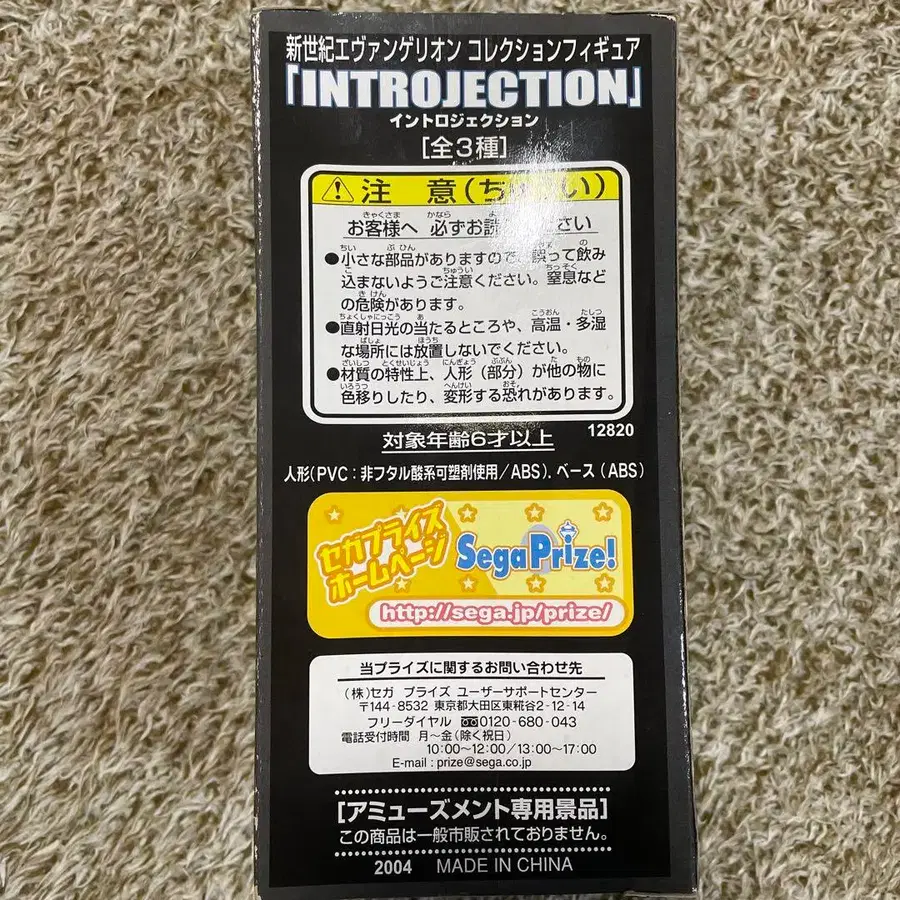 新世紀エヴァンゲリオン コレクションフィギュア
「INTROJECTION」
イントロジェクション
[全3種]
注 意(ち い)
お客様へ 必ずお読 さい
●小さな部品がありますので、誤って飲み
込まないようご注意ください。窒息など
の危険があります。
●直射日光の当たるところや、高温・多湿
な場所には放置しないでください。
●材質の特性上、人形(部分)が他の物に
色移りしたり、変形する恐れがあります。
対象年齢6才以上
12820
人形(PVC:非フタル酸系可塑剤使用/ABS).ベース(ABS)
セガプライズ
ホームページ
SegaPrize!
http://sega.jp/prize/
当プライズに関するお問い合わせ先
(株)セガ プライズ ユーザーサポートセンター
〒144-8532 東京都大田区東糀谷2-12-14
フリーダイヤル 0120-680-043
電話受付時間 月〜金(除く祝日)
10:00〜12:00/13:00〜17:00
E-mail : prize@sega.co.jp
[アミューズメント専用景品]
この商品は一般市販されておりません。
2004 MADE IN CHINA